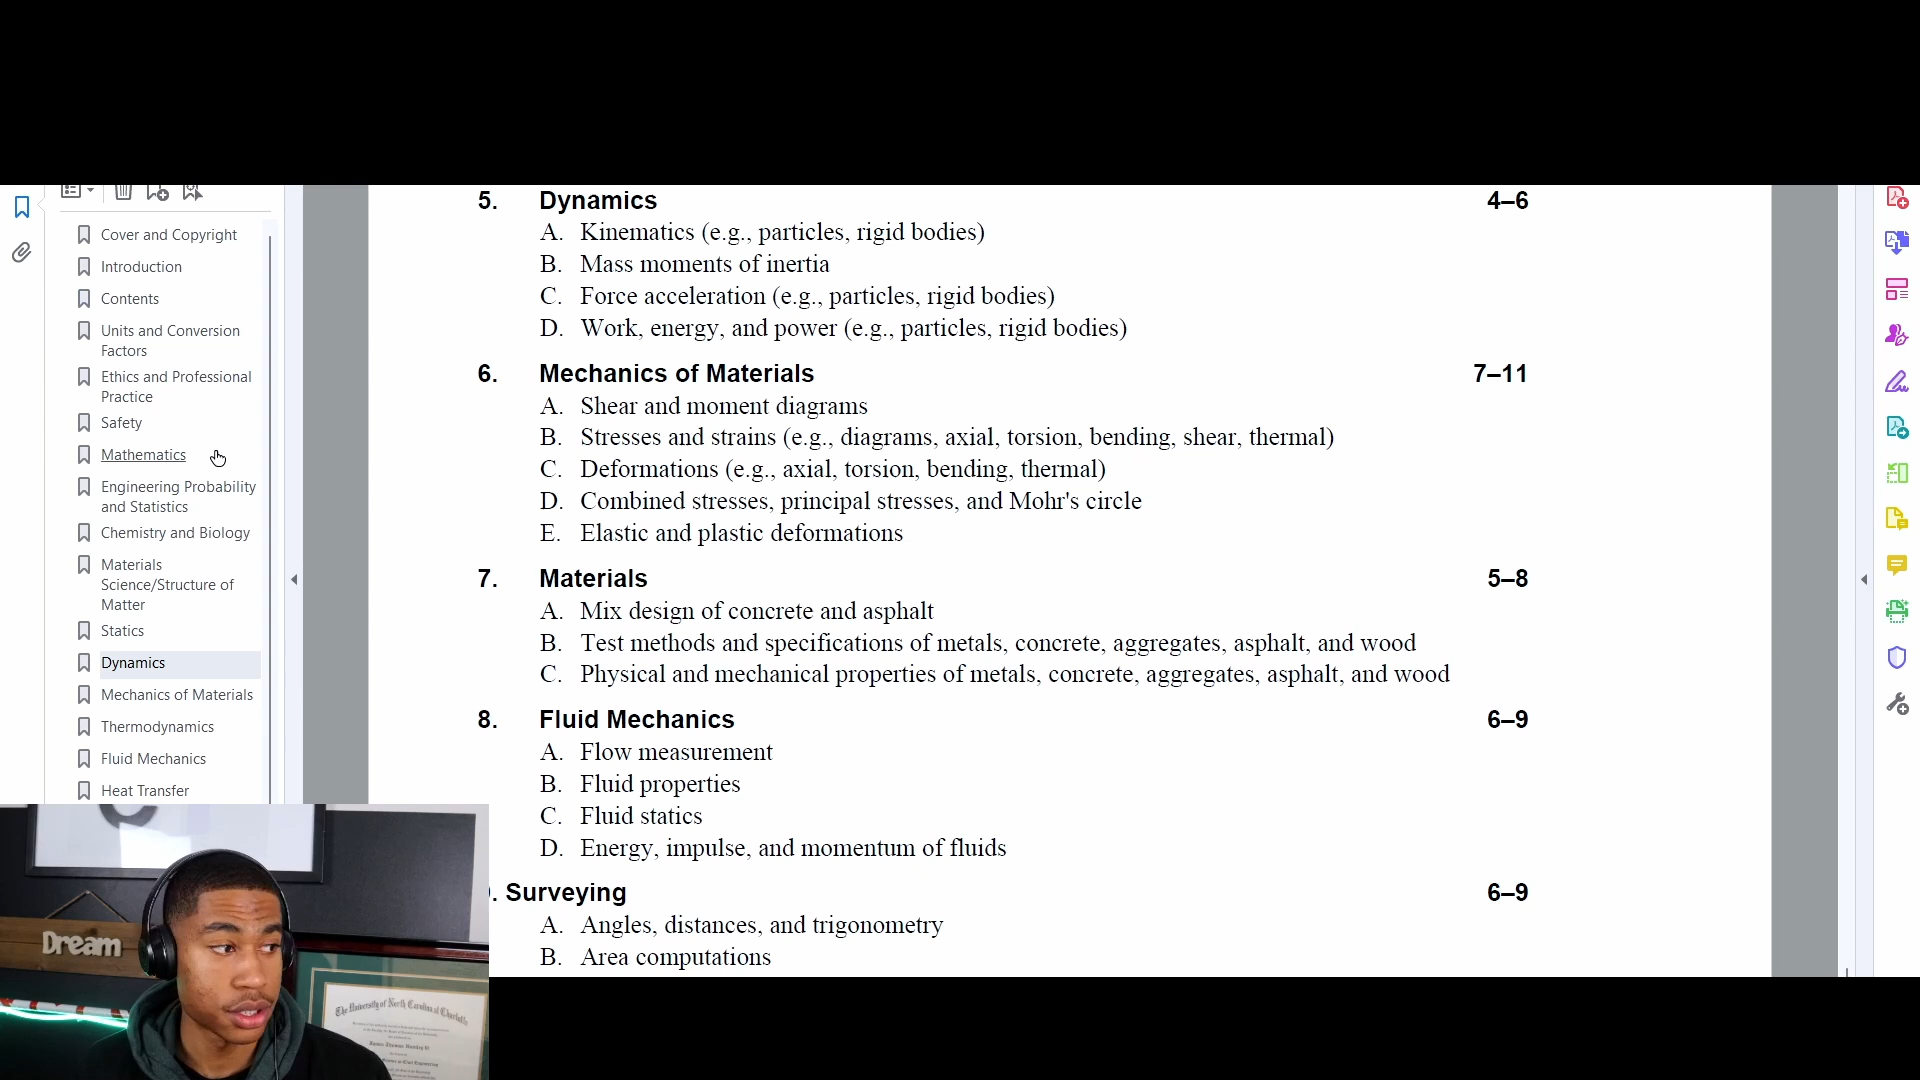 Cover and Copyright
Introduction
Contents
Units and Conversion
Factors
Ethics and Professional
Practice
Safety
Mathematics
Engineering Probability
and Statistics
Chemistry and Biology
Materials
Science/Structure of
Matter
Statics
Dynamics
Mechanics of Materials
Thermodynamics
Fluid Mechanics
Heat Transfer
5. Dynamics 4–6
A. Kinematics (e.g., particles, rigid bodies)
B. Mass moments of inertia
C. Force acceleration (e.g., particles, rigid bodies)
D. Work, energy, and power (e.g., particles, rigid bodies)
6. Mechanics of Materials 7–11
A. Shear and moment diagrams
B. Stresses and strains (e.g., diagrams, axial, torsion, bending, shear, thermal)
C. Deformations (e.g., axial, torsion, bending, thermal)
D. Combined stresses, principal stresses, and Mohr's circle
E. Elastic and plastic deformations
7. Materials 5–8
A. Mix design of concrete and asphalt
B. Test methods and specifications of metals, concrete, aggregates, asphalt, and wood
C. Physical and mechanical properties of metals, concrete, aggregates, asphalt, and wood
8. Fluid Mechanics 6–9
A. Flow measurement
B. Fluid properties
C. Fluid statics
D. Energy, impulse, and momentum of fluids
. Surveying 6–9
A. Angles, distances, and trigonometry
B. Area computations
Dream
The University of North Carolina at Charlotte